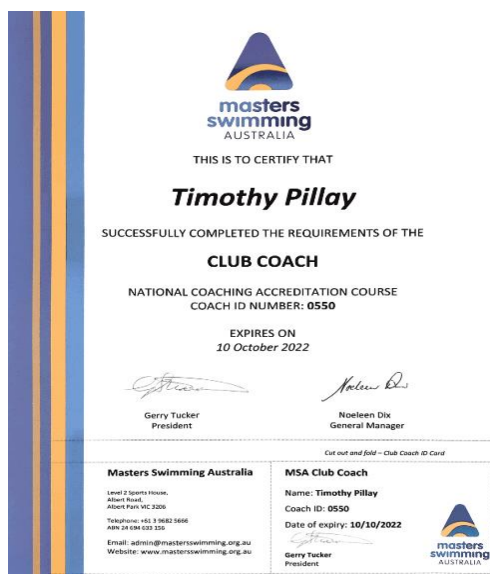 masters
swimming
AUSTRALIA
THIS IS TO CERTIFY THAT
Timothy Pillay
SUCCESSFULLY COMPLETED THE REQUIREMENTS OF THE
CLUB COACH
NATIONAL COACHING ACCREDITATION COURSE
COACH ID NUMBER: 0550
EXPIRES ON
10 October 2022
Noeleen Dix
Gerry Tucker
President
Noeleen Dix
General Manager
Cut out and fold – Club Coach ID Card
Masters Swimming Australia
Level 2 Sports House,
Albert Road,
Albert Park VIC 3206
Telephone: +61 3 9682 5666
ABN 24 694 633 156
Email: admin@mastersswimming.org.au
Website: www.mastersswimming.org.au
MSA Club Coach
Name: Timothy Pillay
Coach ID: 0550
Date of expiry: 10/10/2022
Gerry Tucker
President
masters
swimming
AUSTRALIA